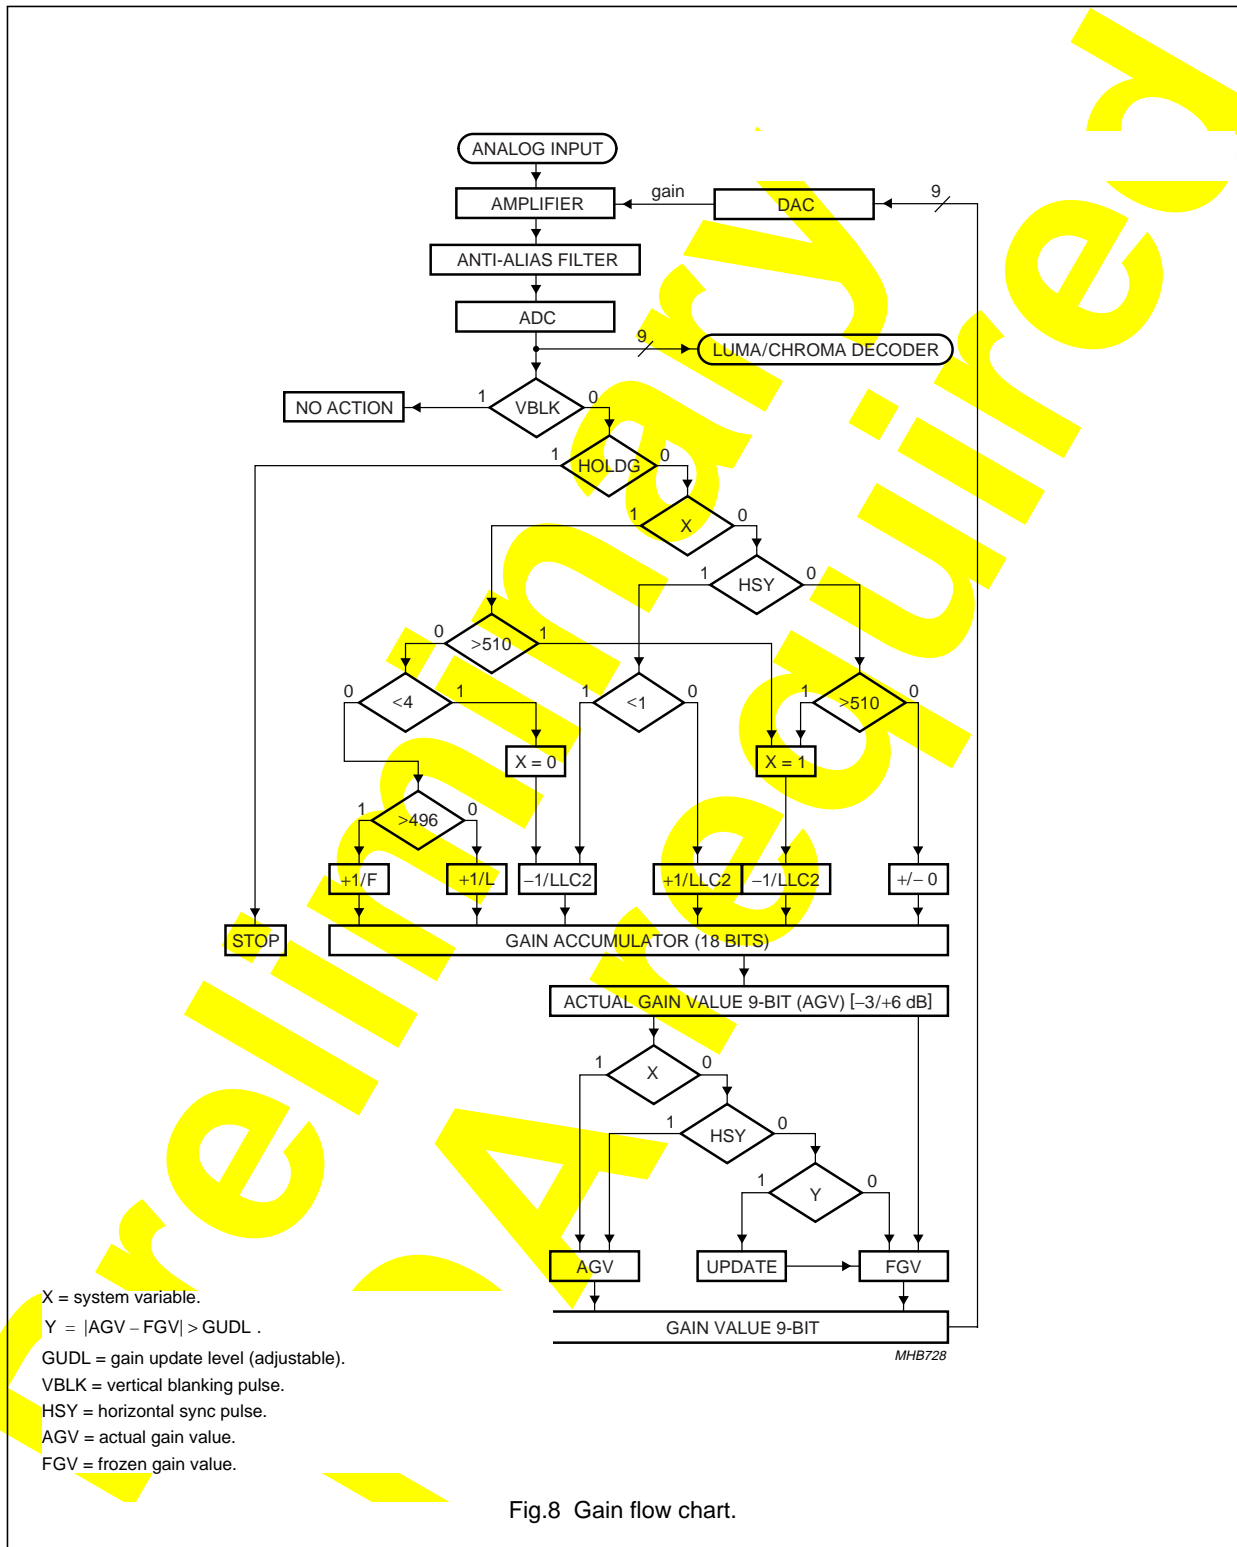 ANALOG INPUT
AMPLIFIER
gain
DAC
9
ANTI-ALIAS FILTER
ADC
9
LUMA/CHROMA DECODER
NO ACTION
1
VBLK
0
1
HOLDG
0
1
X
0
1
HSY
0
0
>510
1
0
<4
1
1
<1
0
1
>510
0
X = 0
X = 1
1
>496
0
+1/F
+1/L
−1/LLC2
+1/LLC2
−1/LLC2
+/− 0
STOP
GAIN ACCUMULATOR (18 BITS)
ACTUAL GAIN VALUE 9-BIT (AGV) [−3/+6 dB]
1
X
0
1
HSY
0
1
Y
0
AGV
UPDATE
FGV
GAIN VALUE 9-BIT
MHB728
X = system variable.
Y = |AGV – FGV| > GUDL .
GUDL = gain update level (adjustable).
VBLK = vertical blanking pulse.
HSY = horizontal sync pulse.
AGV = actual gain value.
FGV = frozen gain value.
Fig.8 Gain flow chart.
Preliminary
required